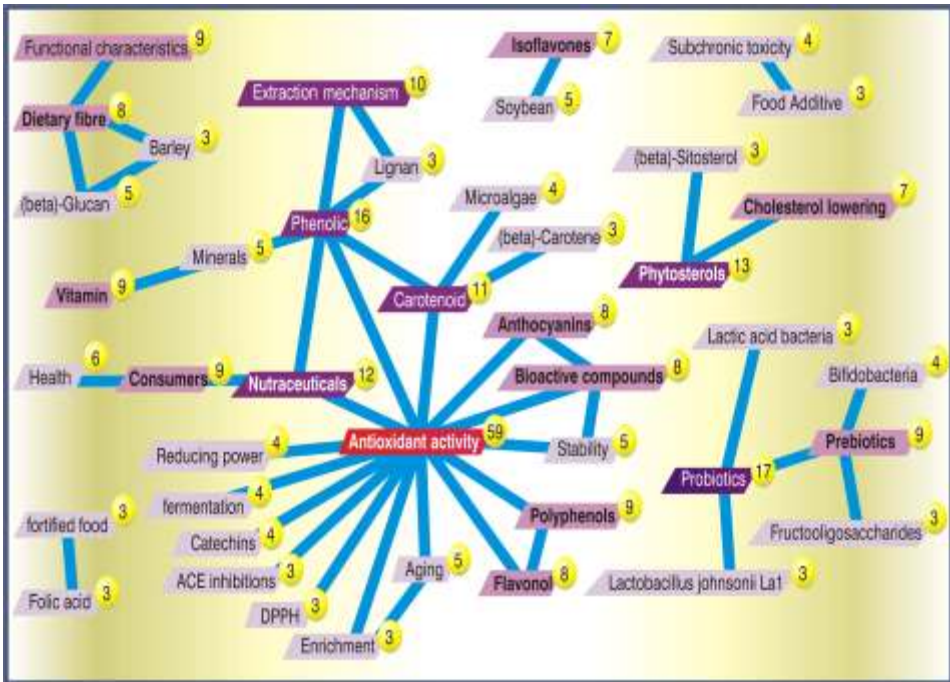 Functional characteristics 9
Isoflavones 7
Subchronic toxicity 4
Extraction mechanism 10
Soybean 5
Food Additive 3
Dietary fibre 8
Barley 3
Lignan 3
(beta)-Sitosterol 3
(beta)-Glucan 5
Microalgae 4
Cholesterol lowering 7
Phenolic 16
(beta)-Carotene 3
Minerals 5
Phytosterols 13
Vitamin 9
Carotenoid 11
Anthocyanins 8
Lactic acid bacteria 3
Health 6
Consumers 9
Nutraceuticals 12
Bioactive compounds 8
Bifidobacteria 4
Antioxidant activity 59
Stability 5
Prebiotics 9
Reducing power 4
Probiotics 17
fermentation 4
Polyphenols 9
fortified food 3
Catechins 4
Fructooligosaccharides 3
ACE inhibitions 3
Aging 5
Flavonol 8
Lactobacillus johnsonii La1 3
Folic acid 3
DPPH 3
Enrichment 3